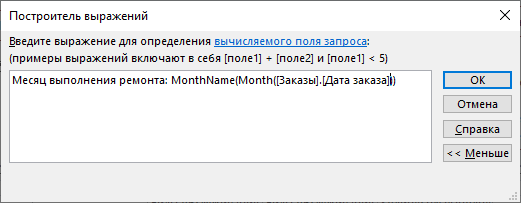 Построитель выражений
Введите выражение для определения вычисляемого поля запроса:
(примеры выражений включают в себя [поле1] + [поле2] и [поле1] < 5)
Месяц выполнения ремонта: MonthName(Month([Заказы].[Дата заказа]))
ОК
Отмена
Справка
<< Меньше